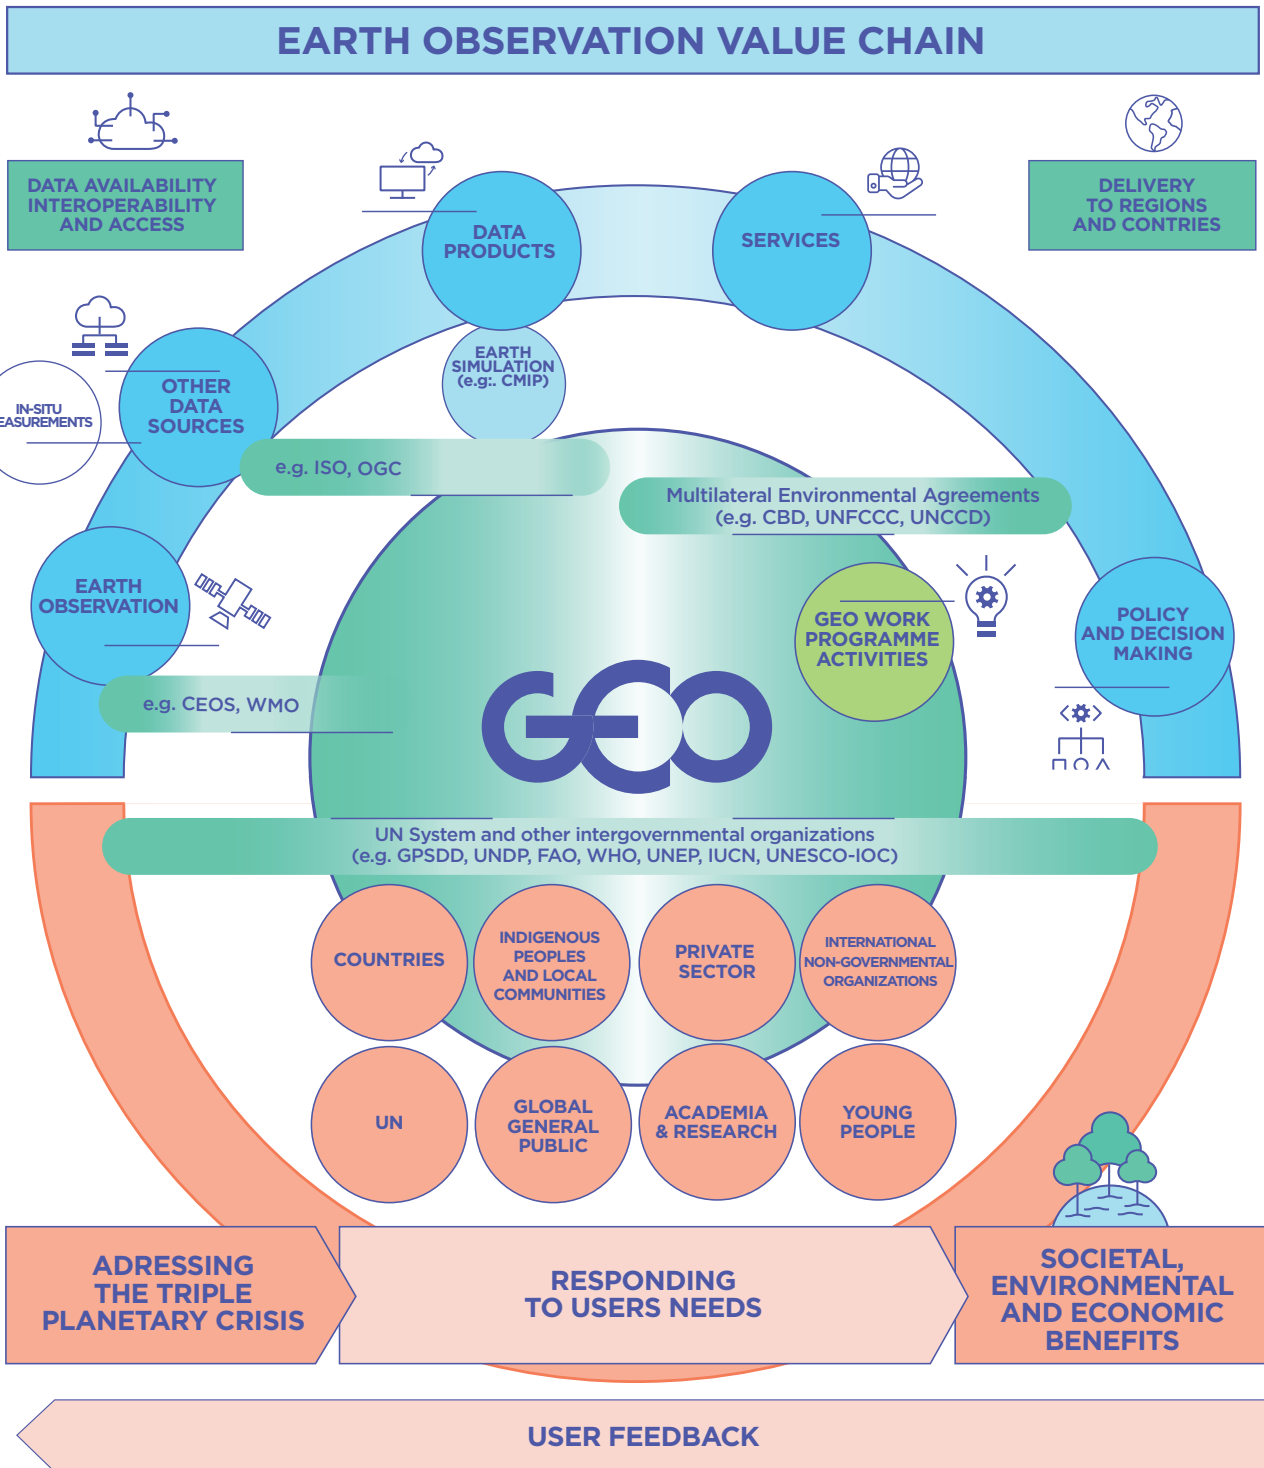 EARTH OBSERVATION VALUE CHAIN
DATA AVAILABILITY
INTEROPERABILITY
AND ACCESS
DELIVERY
TO REGIONS
AND CONTRIES
DATA
PRODUCTS
SERVICES
EARTH
SIMULATION
(e.g:. CMIP)
OTHER
DATA
SOURCES
IN-SITU
EASUREMENTS
e.g. ISO, OGC
Multilateral Environmental Agreements
(e.g. CBD, UNFCCC, UNCCD)
EARTH
OBSERVATION
GEO WORK
PROGRAMME
ACTIVITIES
POLICY
AND DECISION
MAKING
e.g. CEOS, WMO
GEO
UN System and other intergovernmental organizations
(e.g. GPSDD, UNDP, FAO, WHO, UNEP, IUCN, UNESCO-IOC)
COUNTRIES
INDIGENOUS
PEOPLES
AND LOCAL
COMMUNITIES
PRIVATE
SECTOR
INTERNATIONAL
NON-GOVERNMENTAL
ORGANIZATIONS
UN
GLOBAL
GENERAL
PUBLIC
ACADEMIA
& RESEARCH
YOUNG
PEOPLE
ADRESSING
THE TRIPLE
PLANETARY CRISIS
RESPONDING
TO USERS NEEDS
SOCIETAL,
ENVIRONMENTAL
AND ECONOMIC
BENEFITS
USER FEEDBACK